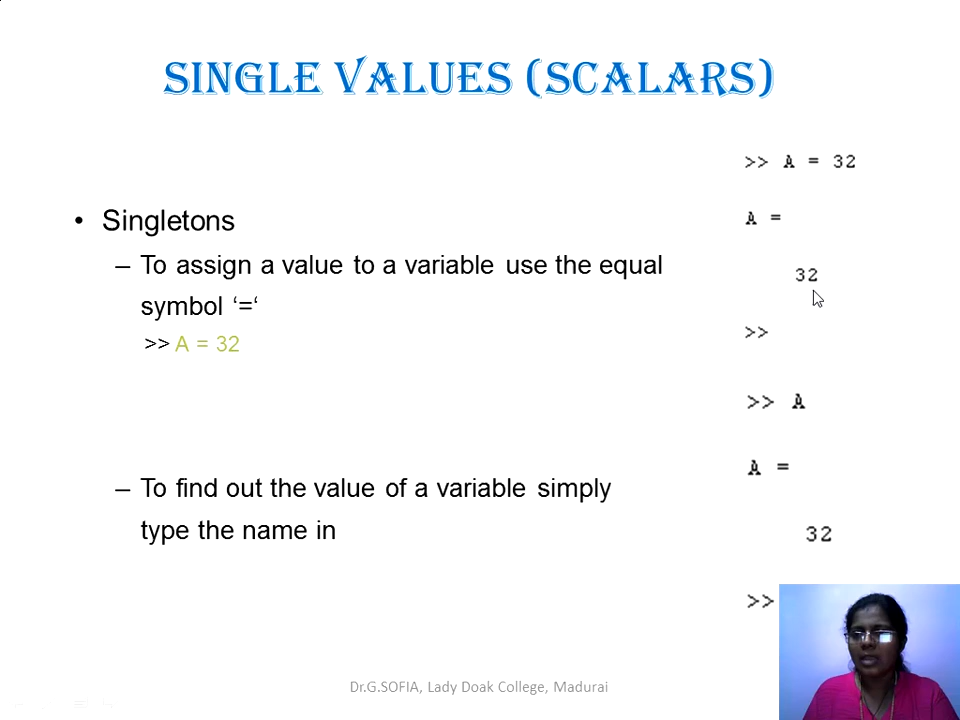 SINGLE VALUES (SCALARS)
• Singletons
– To assign a value to a variable use the equal
symbol ‘=‘
>> A = 32
– To find out the value of a variable simply
type the name in
>> A = 32
A =
32
>>
>> A
A =
32
>>
Dr.G.SOFIA, Lady Doak College, Madurai